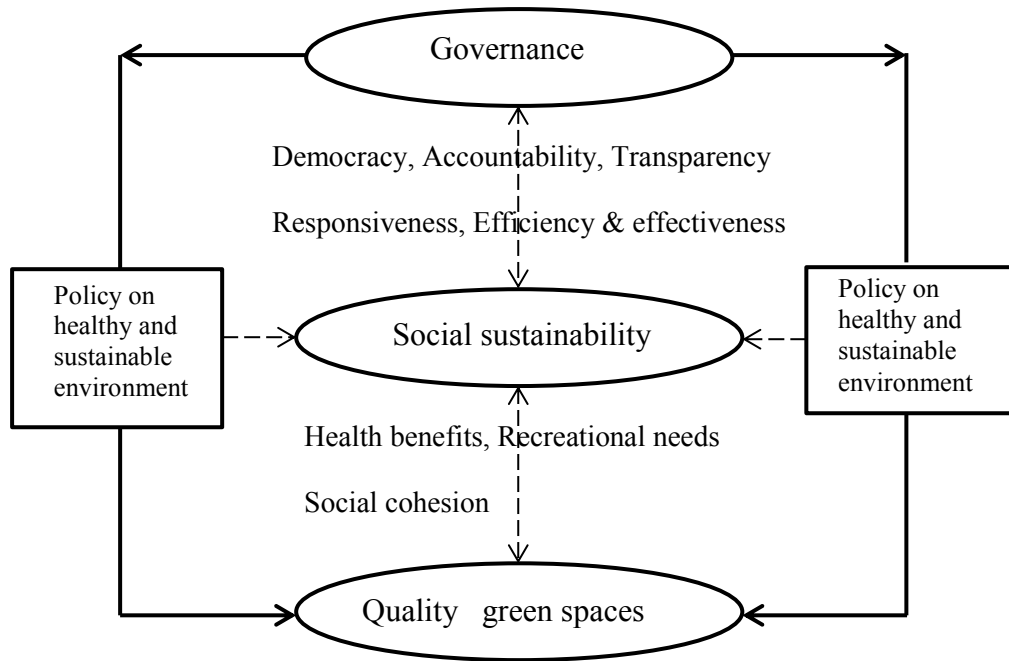 Governance
Democracy, Accountability, Transparency
Responsiveness, Efficiency & effectiveness
Policy on
healthy and
sustainable
environment
Social sustainability
Policy on
healthy and
sustainable
environment
Health benefits, Recreational needs
Social cohesion
Quality green spaces